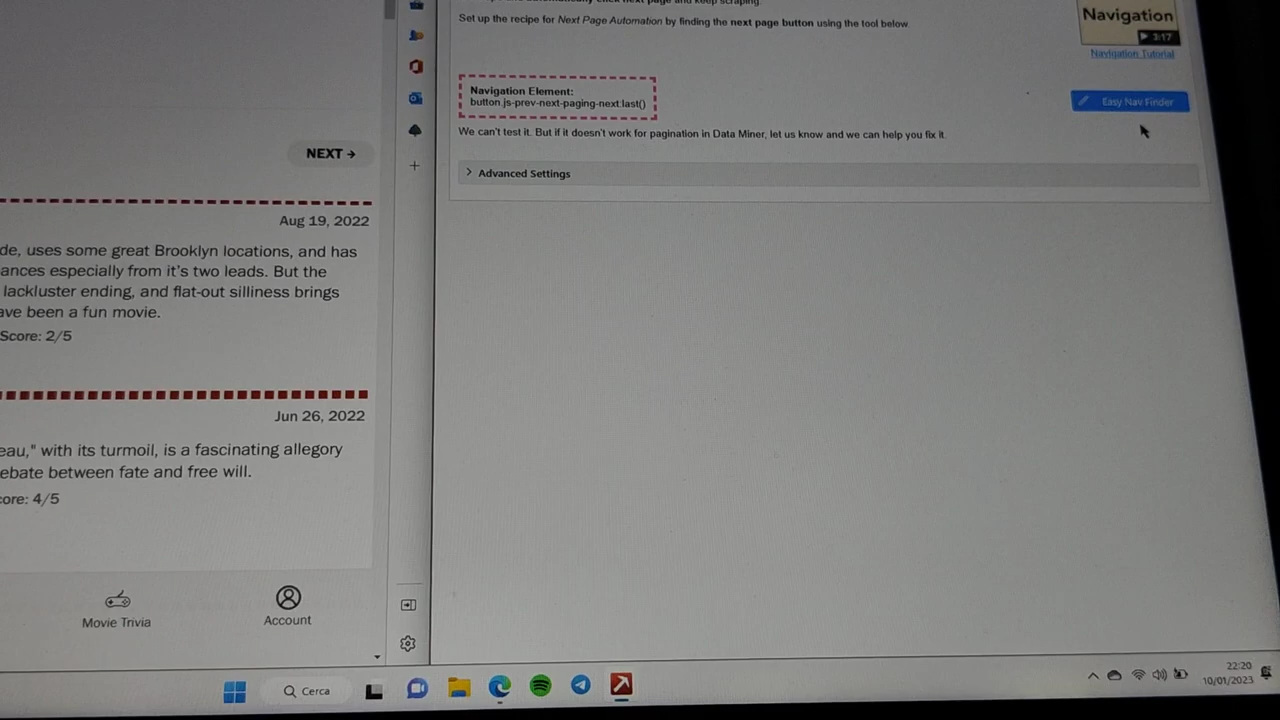 NEXT →
Aug 19, 2022
de, uses some great Brooklyn locations, and has
ances especially from it's two leads. But the
lackluster ending, and flat-out silliness brings
ave been a fun movie.
Score: 2/5
Jun 26, 2022
eau," with its turmoil, is a fascinating allegory
ebate between fate and free will.
core: 4/5
Movie Trivia
Account
Set up the recipe for Next Page Automation by finding the next page button using the tool below.
Navigation
3:17
Navigation Tutorial
Navigation Element:
button.js-prev-next-paging-next:last()
Easy Nav Finder
We can't test it. But if it doesn't work for pagination in Data Miner, let us know and we can help you fix it.
Advanced Settings
Cerca
22:20
10/01/2023